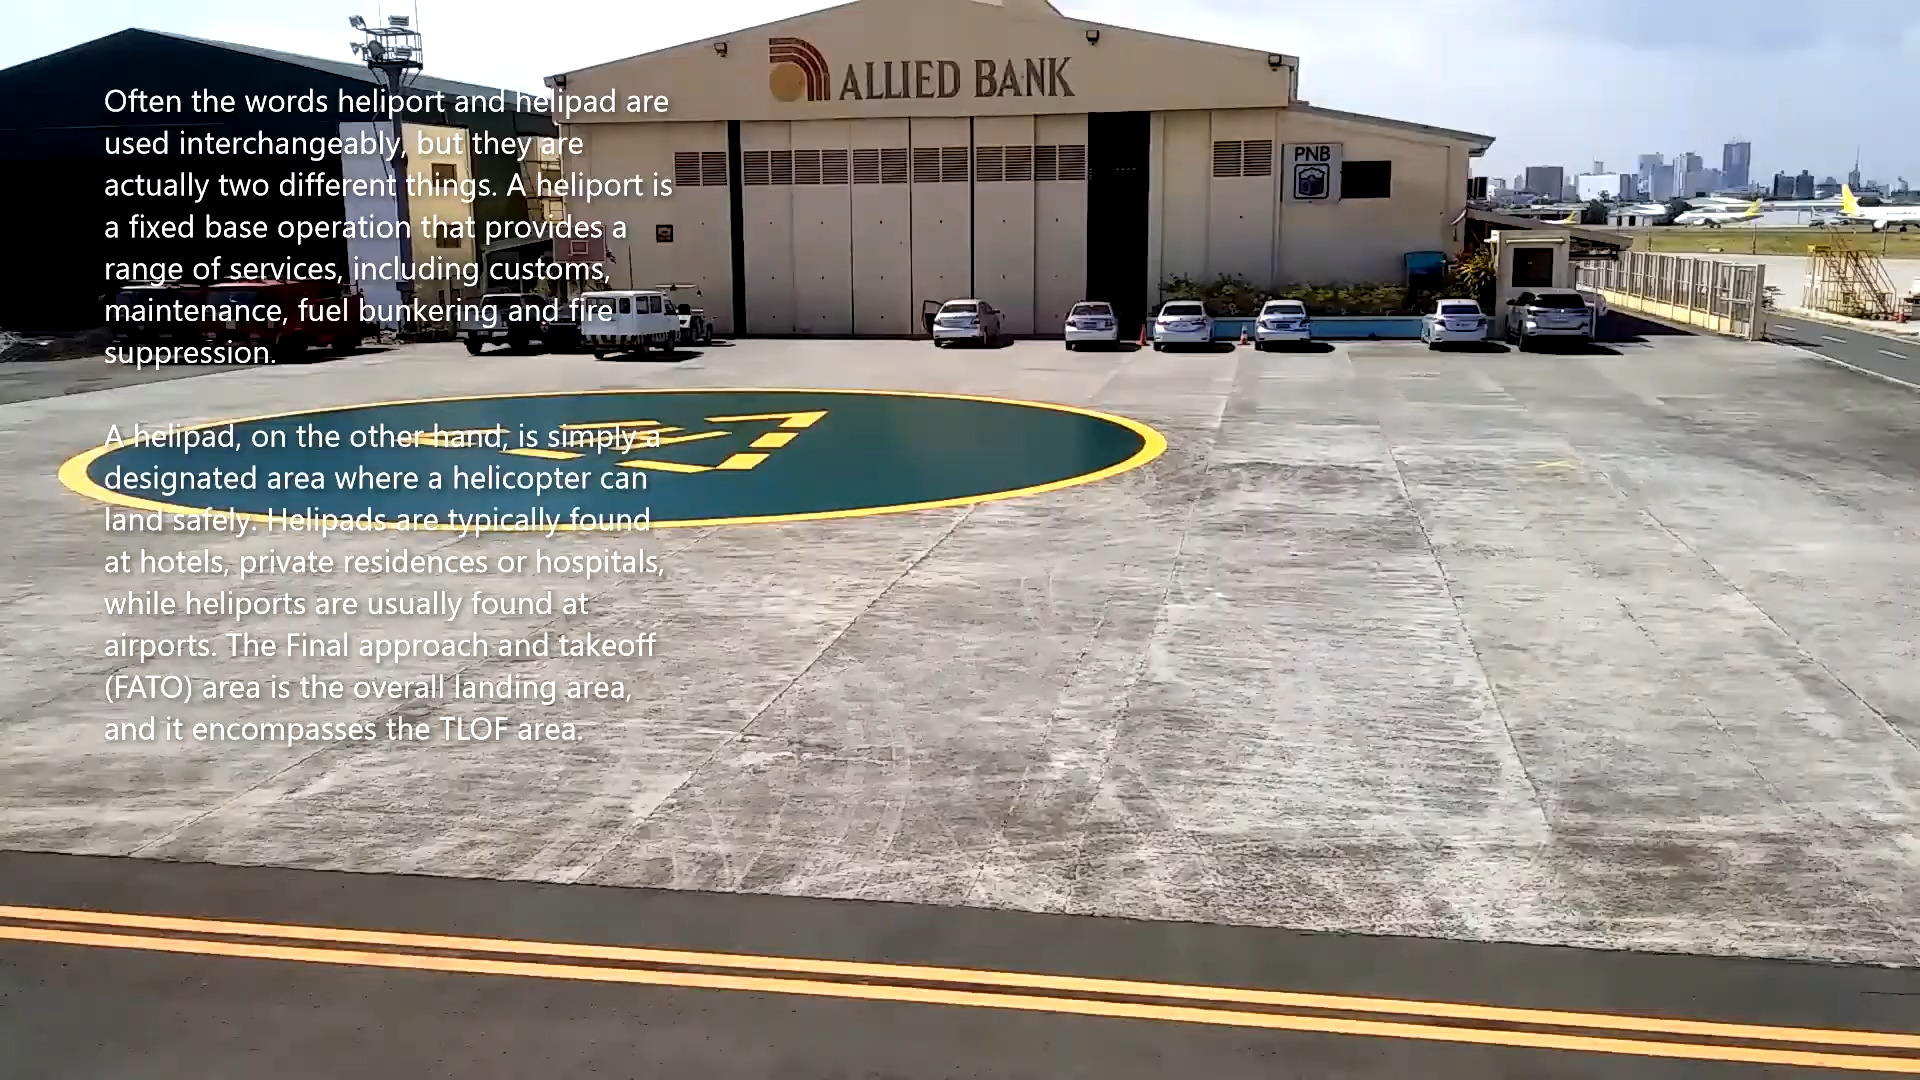 ALLIED BANK
PNB
Often the words heliport and helipad are
used interchangeably, but they are
actually two different things. A heliport is
a fixed base operation that provides a
range of services, including customs,
maintenance, fuel bunkering and fire
suppression.
A helipad, on the other hand, is simply a
designated area where a helicopter can
land safely. Helipads are typically found
at hotels, private residences or hospitals,
while heliports are usually found at
airports. The Final approach and takeoff
(FATO) area is the overall landing area,
and it encompasses the TLOF area.